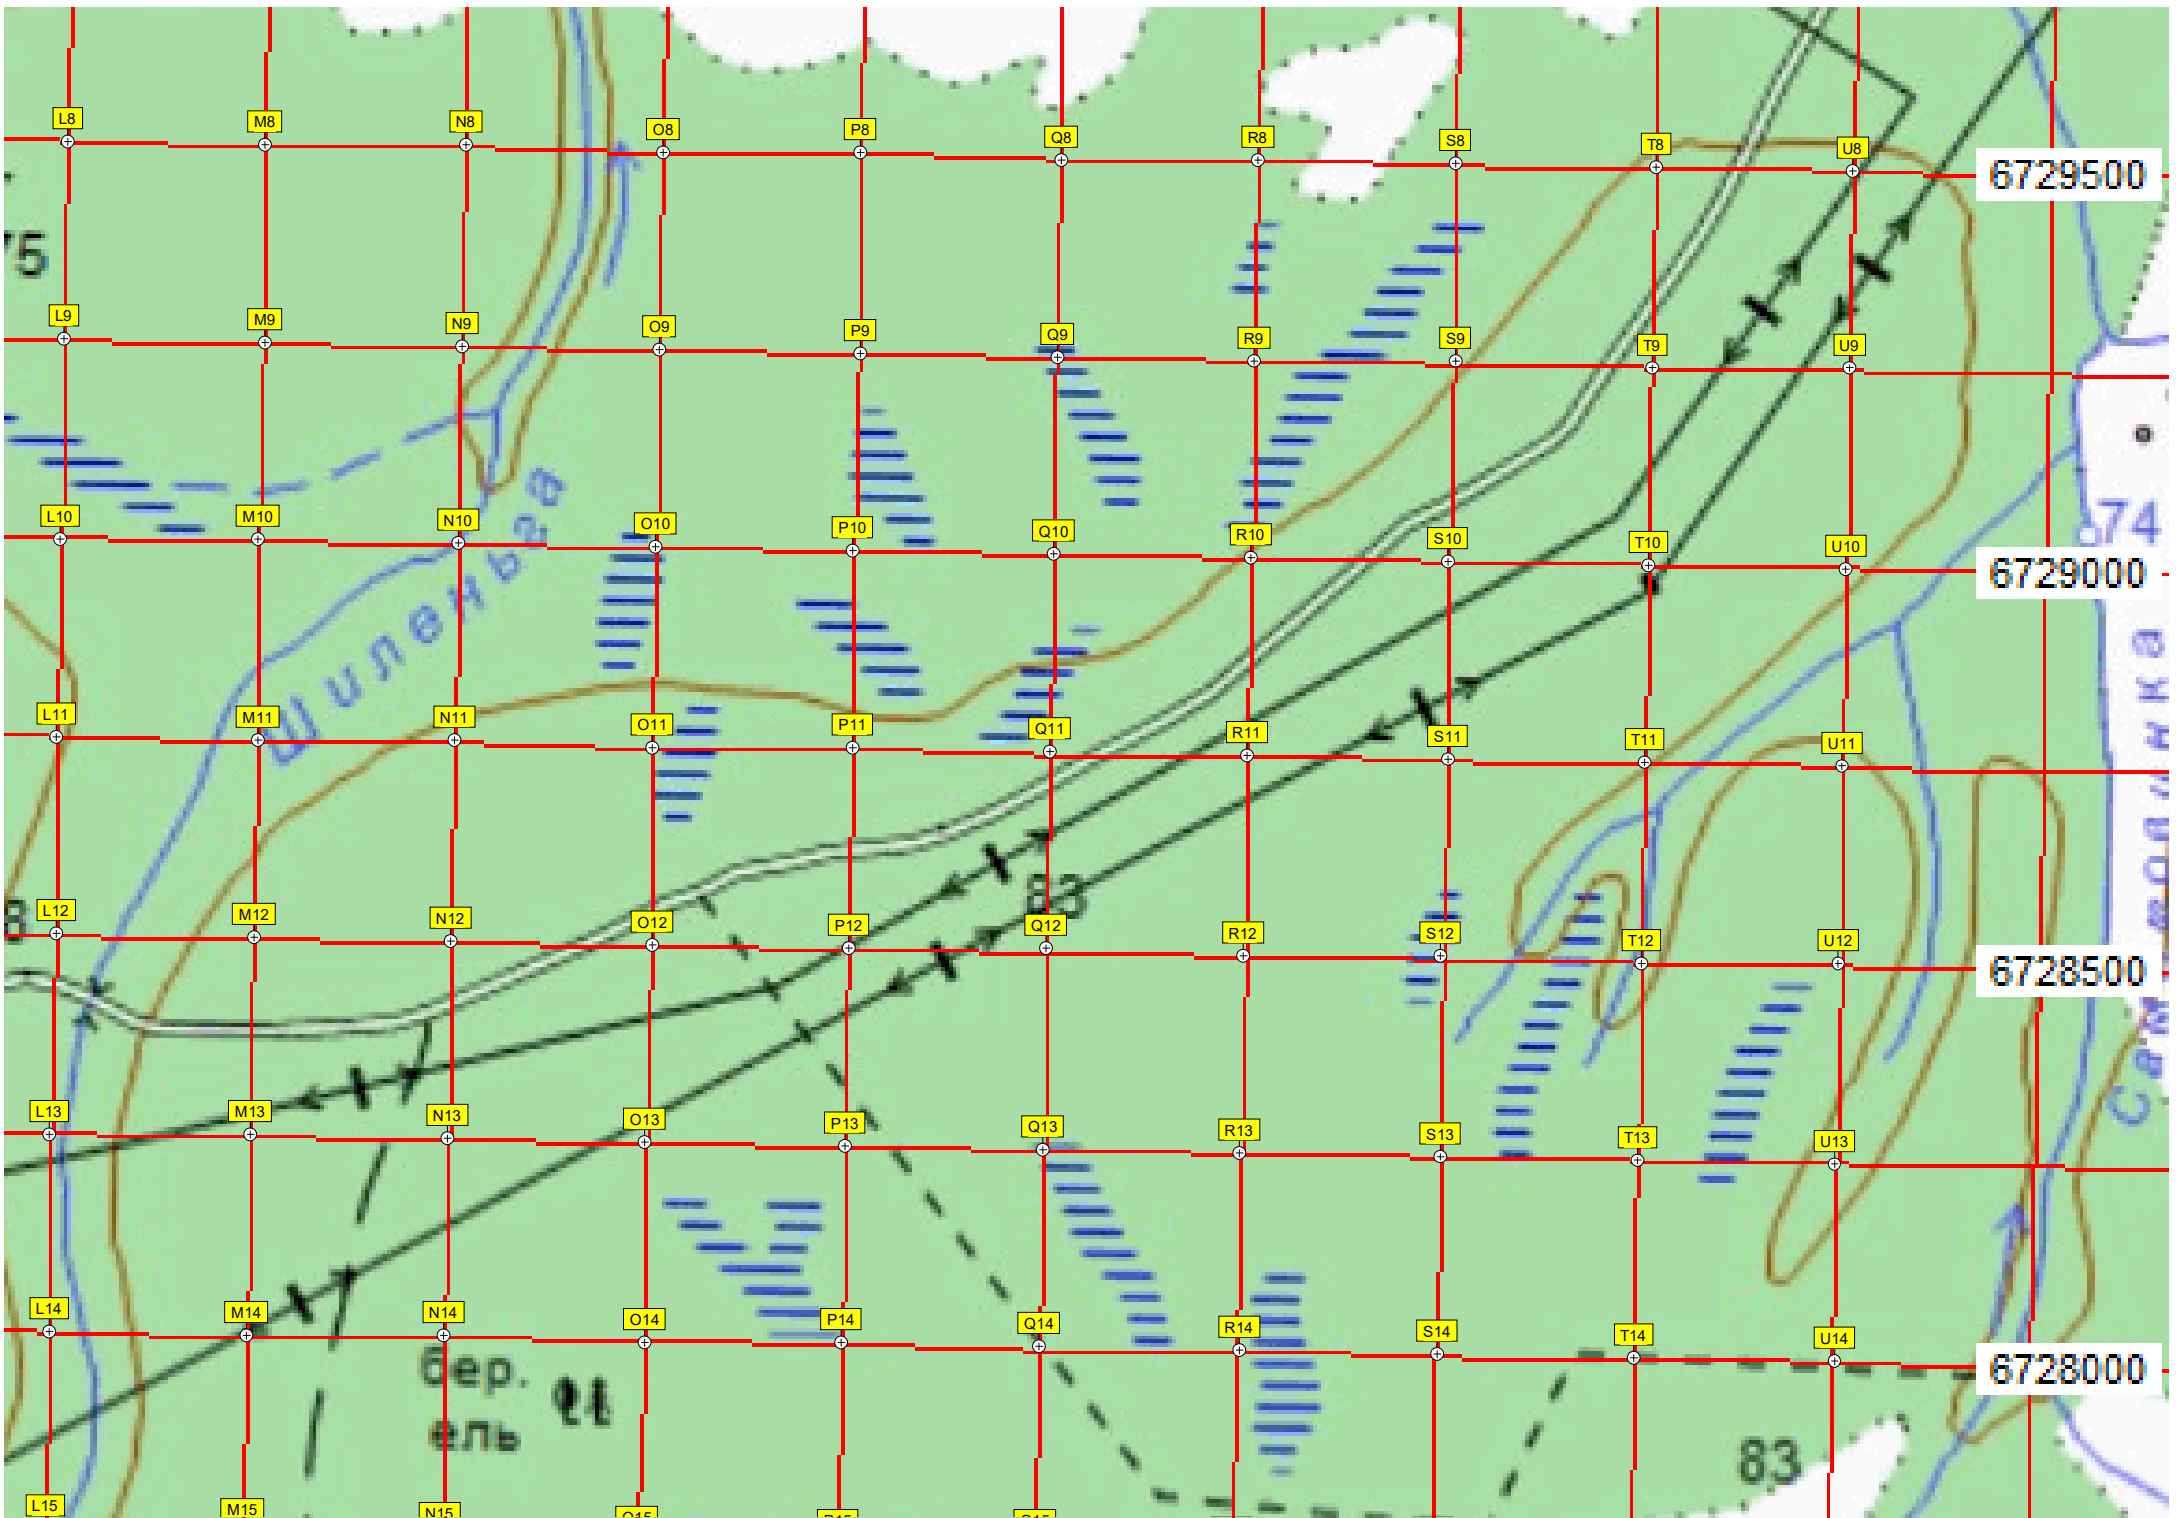 L8 M8 N8 O8 P8 Q8 R8 S8 T8 U8
6729500
75
L9 M9 N9 O9 P9 Q9 R9 S9 T9 U9
74
L10 M10 N10 O10 P10 Q10 R10 S10 T10 U10
6729000
Шиленьга
L11 M11 N11 O11 P11 Q11 R11 S11 T11 U11
83
L12 M12 N12 O12 P12 Q12 R12 S12 T12 U12
6728500
L13 M13 N13 O13 P13 Q13 R13 S13 T13 U13
L14 M14 N14 O14 P14 Q14 R14 S14 T14 U14
6728000
бер.
ель
83
L15 M15 N15 O15 P15 Q15